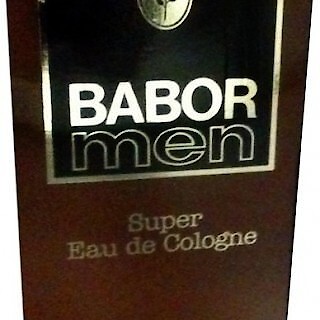 BABOR
men
Super
Eau de Cologne